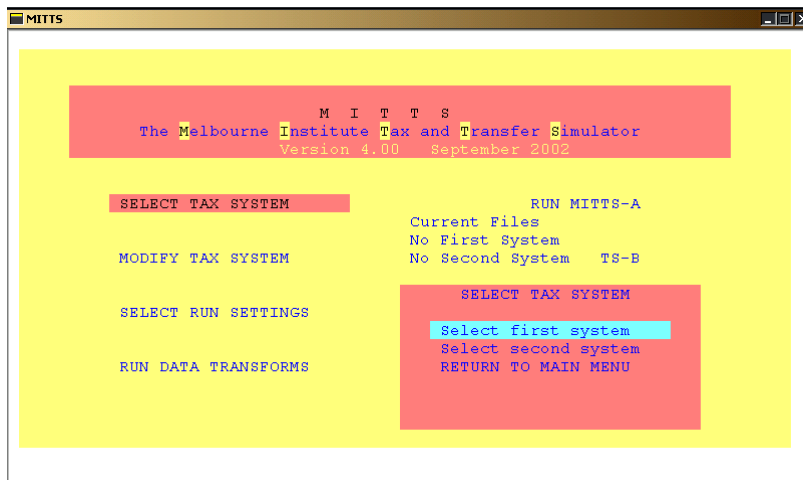 MITTS
M I T T S
The Melbourne Institute Tax and Transfer Simulator
Version 4.00 September 2002
SELECT TAX SYSTEM
MODIFY TAX SYSTEM
SELECT RUN SETTINGS
RUN DATA TRANSFORMS
RUN MITTS-A
Current Files
No First System
No Second System TS-B
SELECT TAX SYSTEM
Select first system
Select second system
RETURN TO MAIN MENU